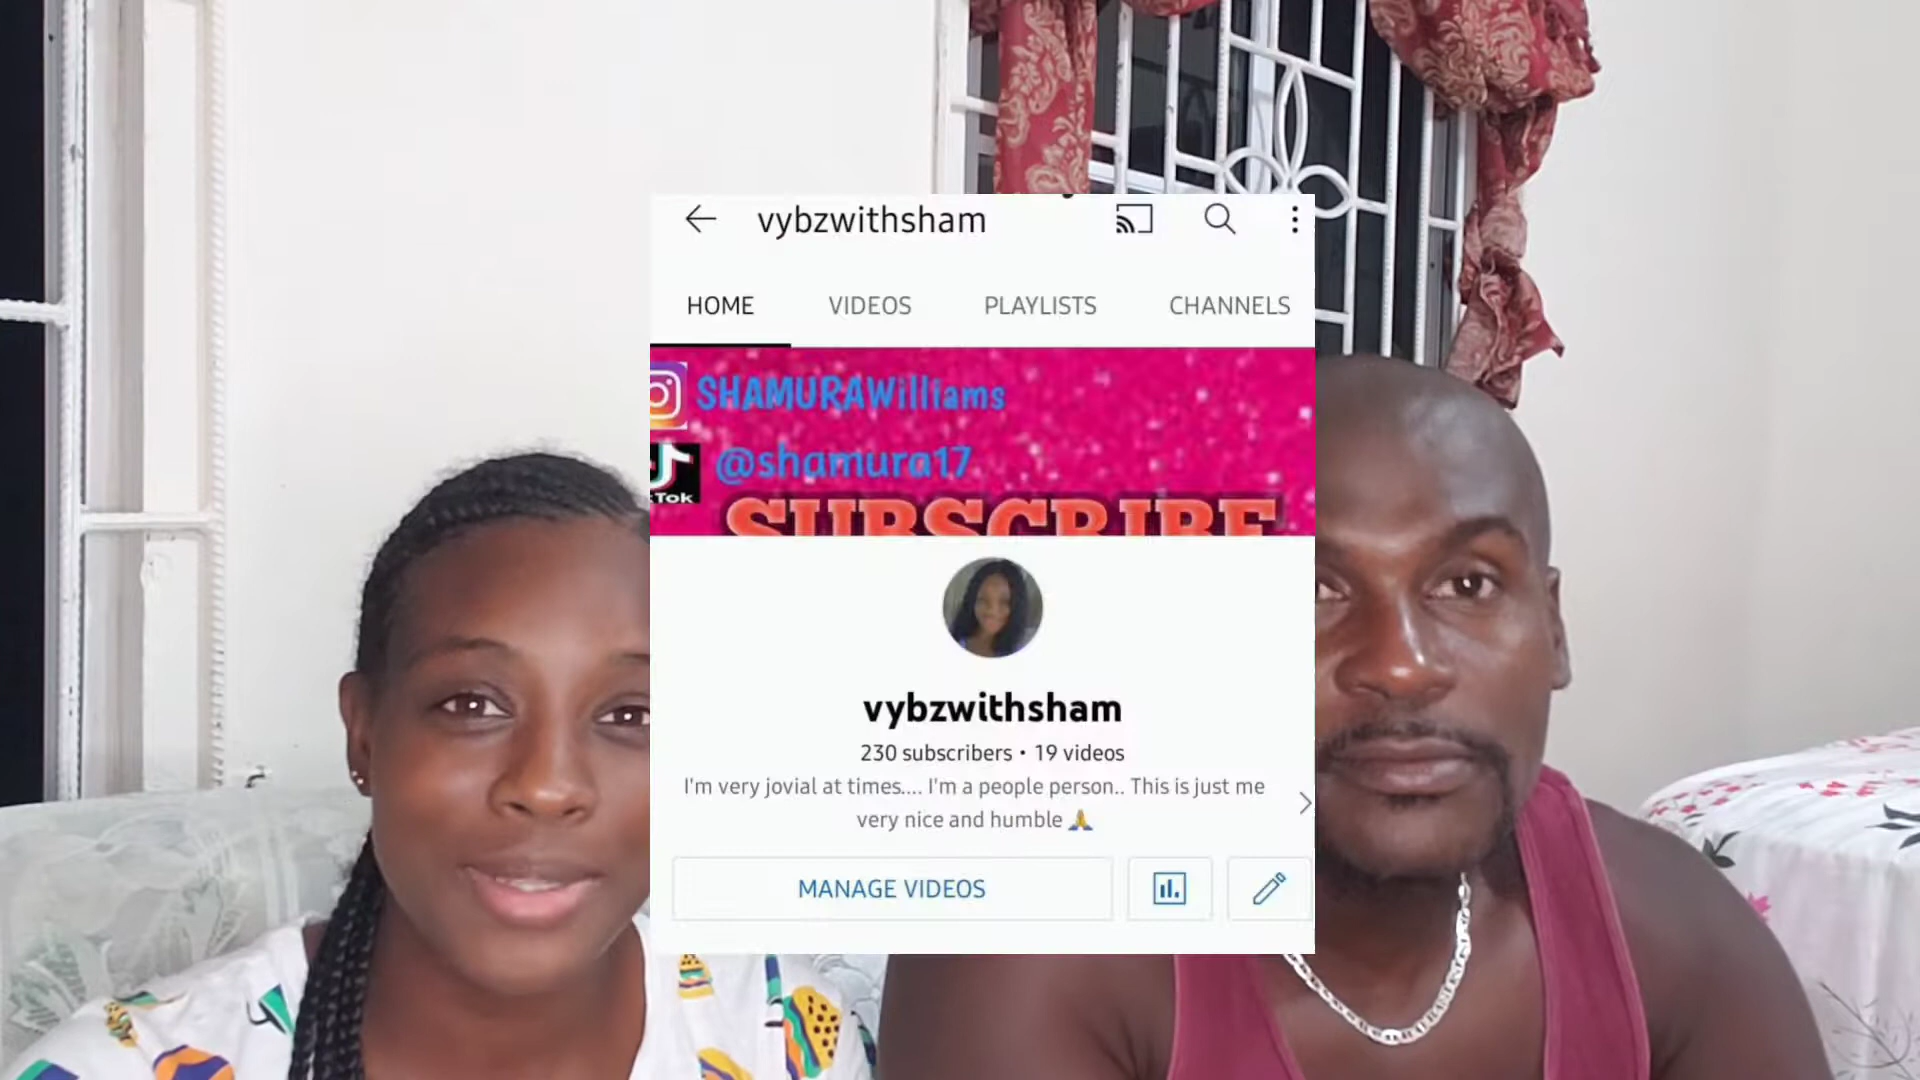 vybzwithsham
HOME VIDEOS PLAYLISTS CHANNELS
SHAMURAWilliams
@shamura17
kTok
SUBSCRIBE
vybzwithsham
230 subscribers • 19 videos
I'm very jovial at times.... I'm a people person.. This is just me
very nice and humble 🙏
MANAGE VIDEOS